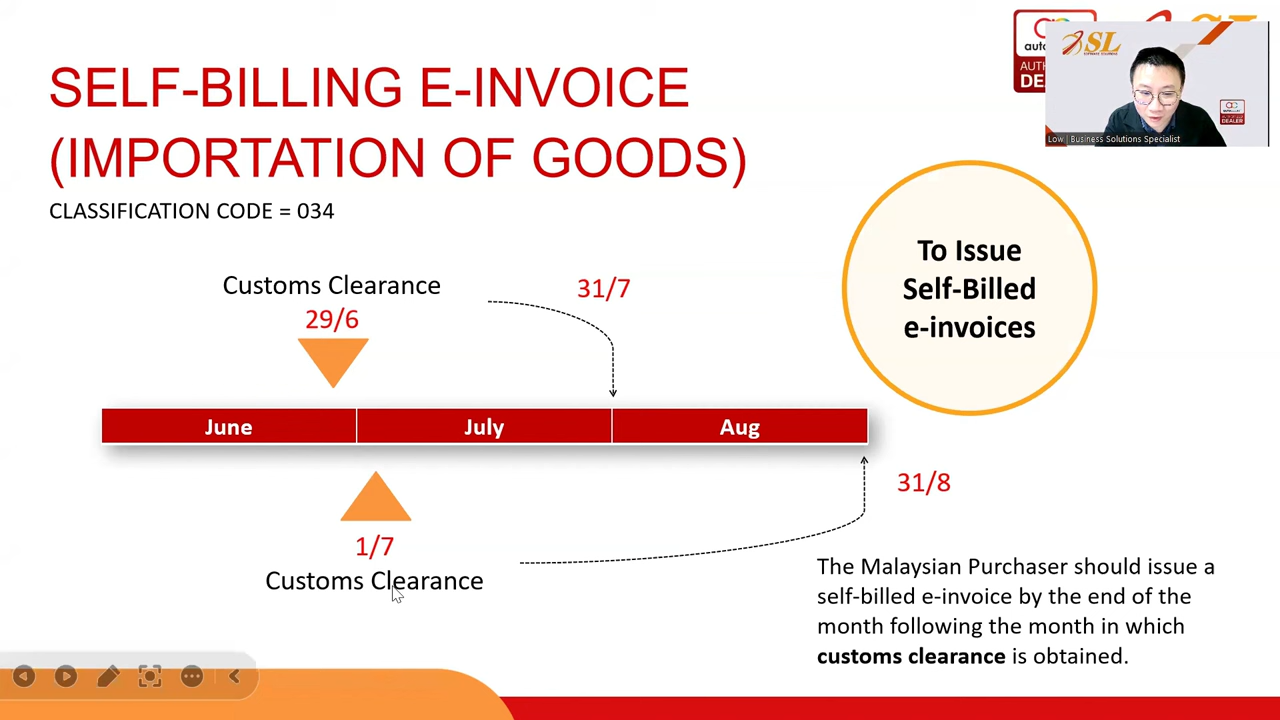 SELF-BILLING E-INVOICE
(IMPORTATION OF GOODS)
CLASSIFICATION CODE = 034
SL
Low | Business Solutions Specialist
DEALER
To Issue
Self-Billed
e-invoices
Customs Clearance
29/6
31/7
June
July
Aug
31/8
1/7
Customs Clearance
The Malaysian Purchaser should issue a
self-billed e-invoice by the end of the
month following the month in which
customs clearance is obtained.